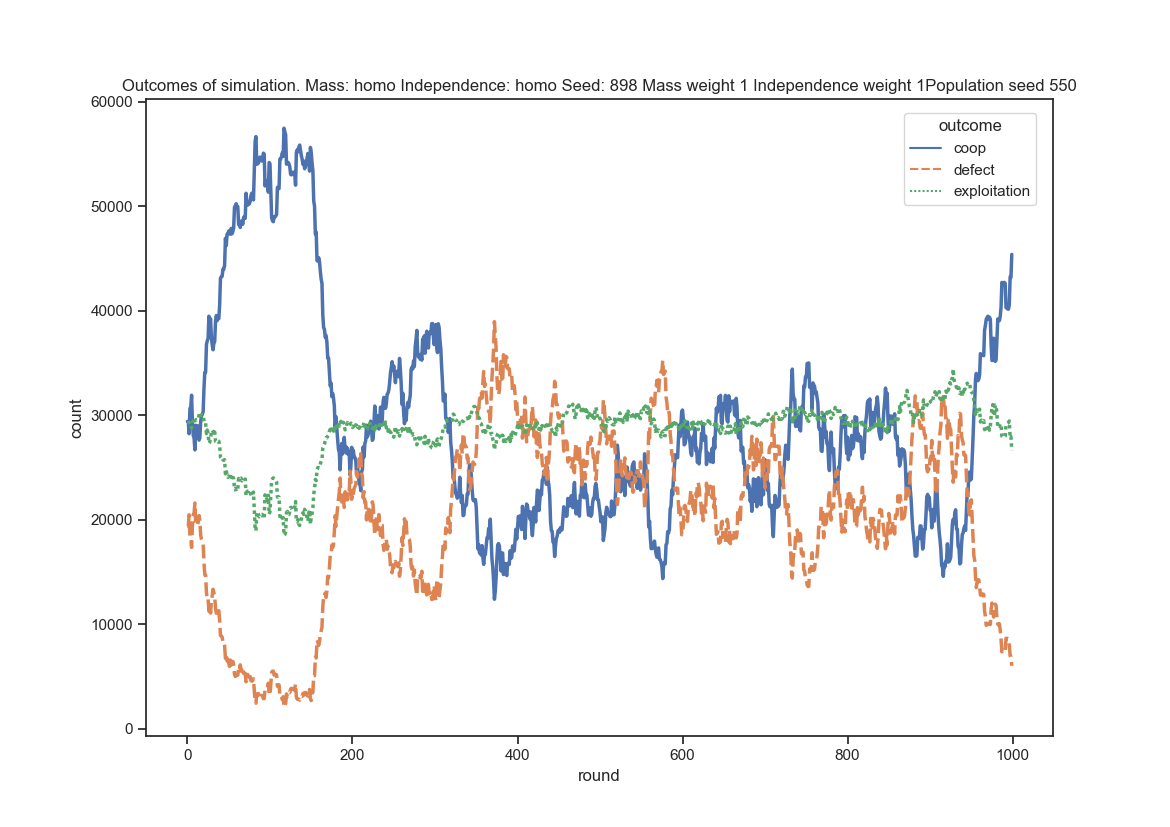 Outcomes of simulation. Mass: homo Independence: homo Seed: 898 Mass weight 1 Independence weight 1Population seed 550
60000
50000
40000
30000
20000
10000
0
count
outcome
coop
defect
exploitation
0
200
400
600
800
1000
round